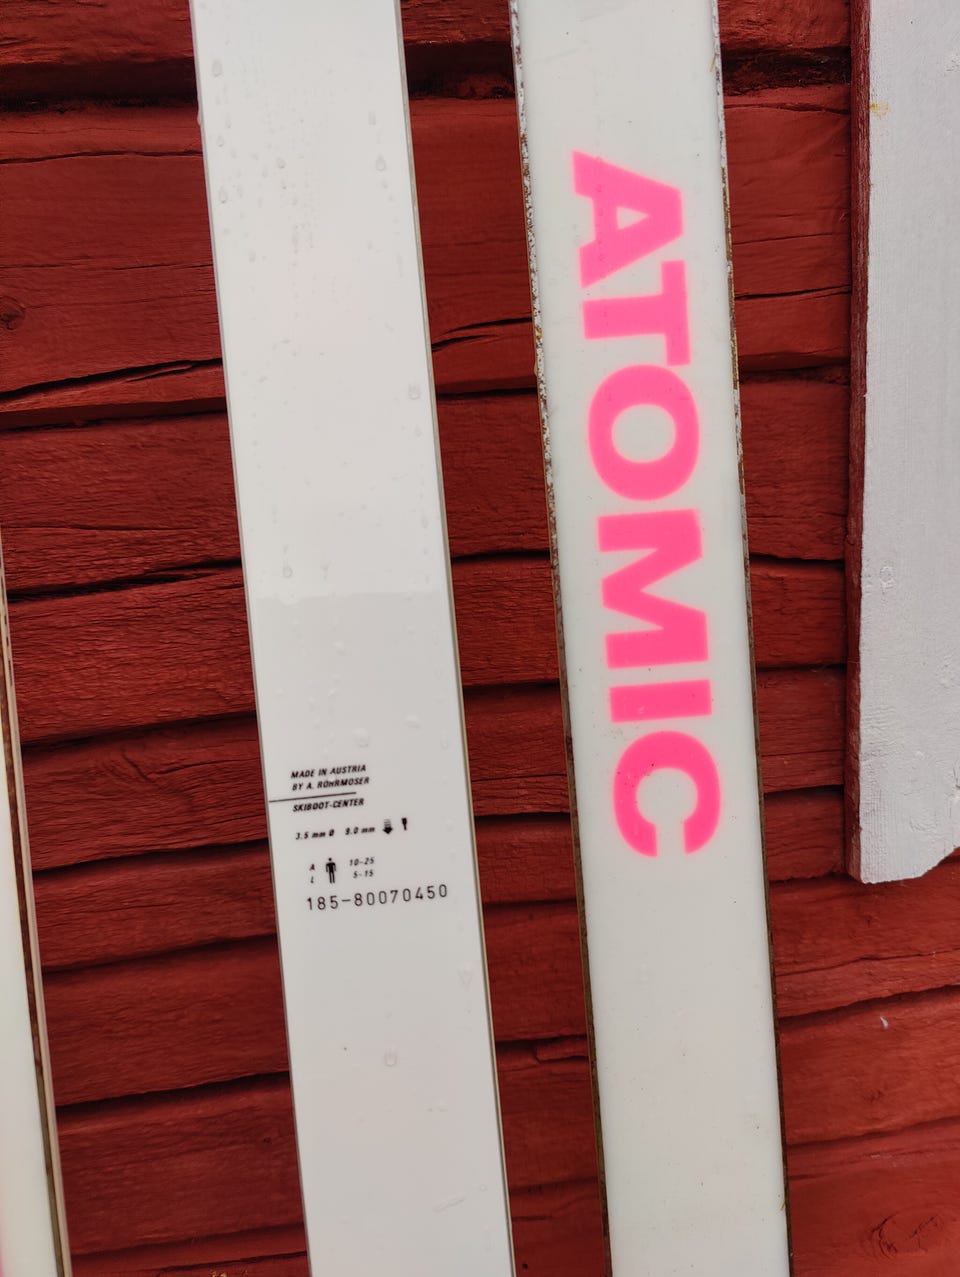 MADE IN AUSTRIA
BY A. ROHRMOSER
SKIBOOT-CENTER
3.5 mm Ø 9.0 mm
A 10-25
L 5-15
185-80070450
ATOMIC